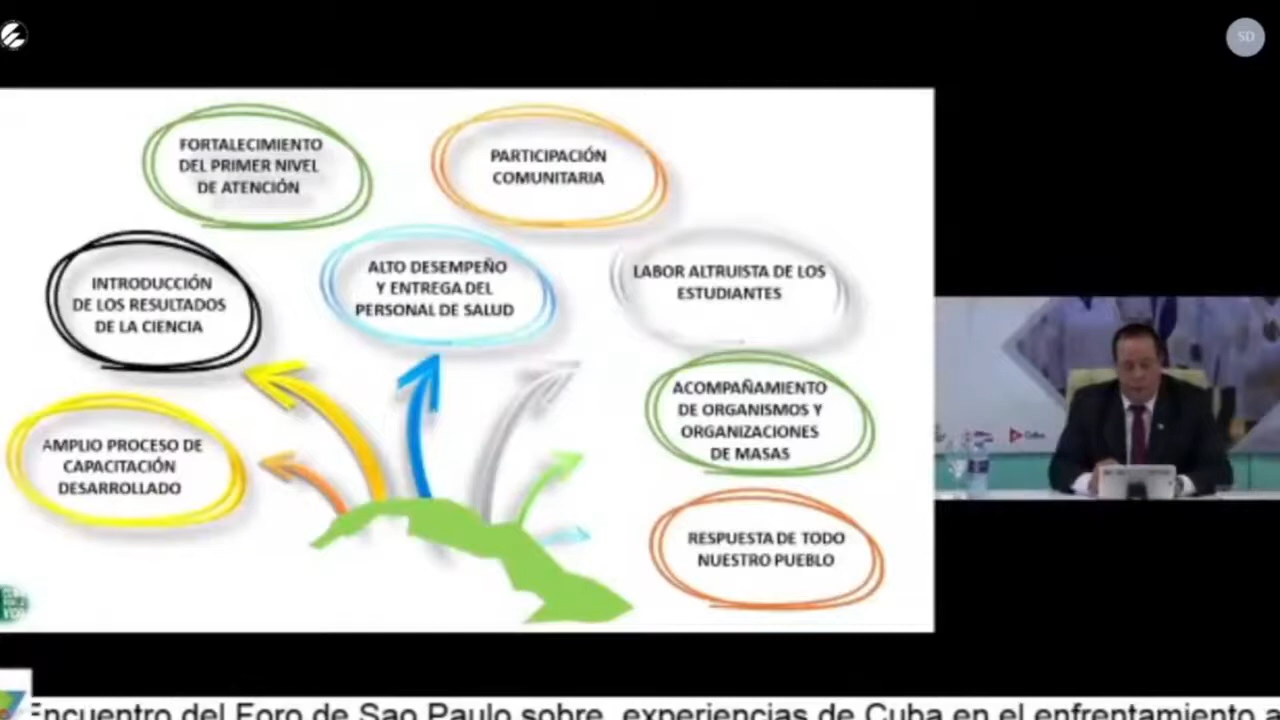 SD
FORTALECIMIENTO
DEL PRIMER NIVEL
DE ATENCIÓN
PARTICIPACIÓN
COMUNITARIA
INTRODUCCIÓN
DE LOS RESULTADOS
DE LA CIENCIA
ALTO DESEMPEÑO
Y ENTREGA DEL
PERSONAL DE SALUD
LABOR ALTRUISTA DE LOS
ESTUDIANTES
AMPLIO PROCESO DE
CAPACITACIÓN
DESARROLLADO
ACOMPAÑAMIENTO
DE ORGANISMOS Y
ORGANIZACIONES
DE MASAS
RESPUESTA DE TODO
NUESTRO PUEBLO
Cuba
Encuentro del Foro de Sao Paulo sobre experiencias de Cuba en el enfrentamiento a